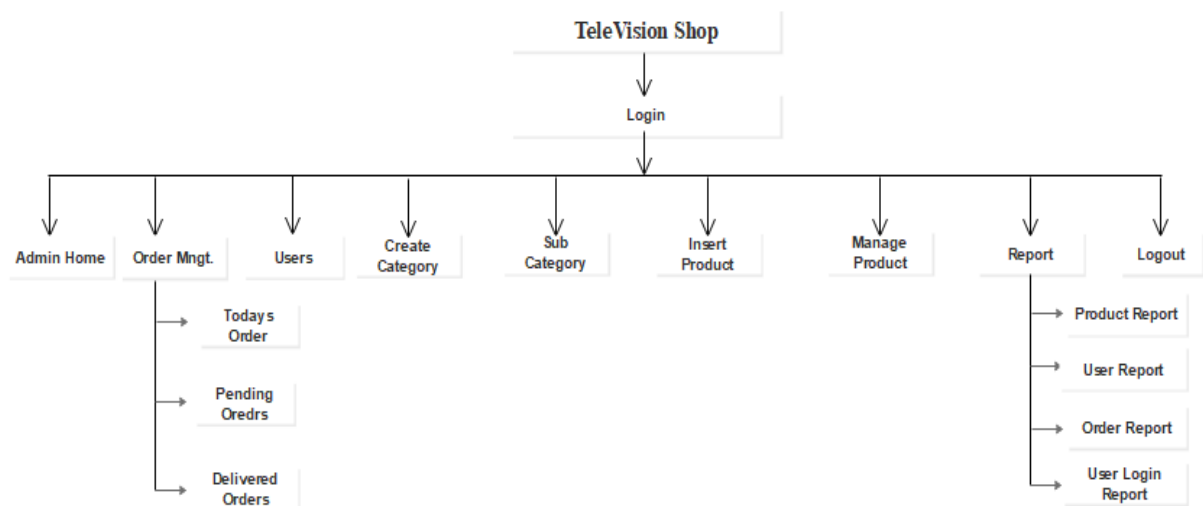 TeleVision Shop
Login
Admin Home
Order Mngt.
Users
Create
Category
Sub
Category
Insert
Product
Manage
Product
Report
Logout
Todays
Order
Pending
Oredrs
Delivered
Orders
Product Report
User Report
Order Report
User Login
Report